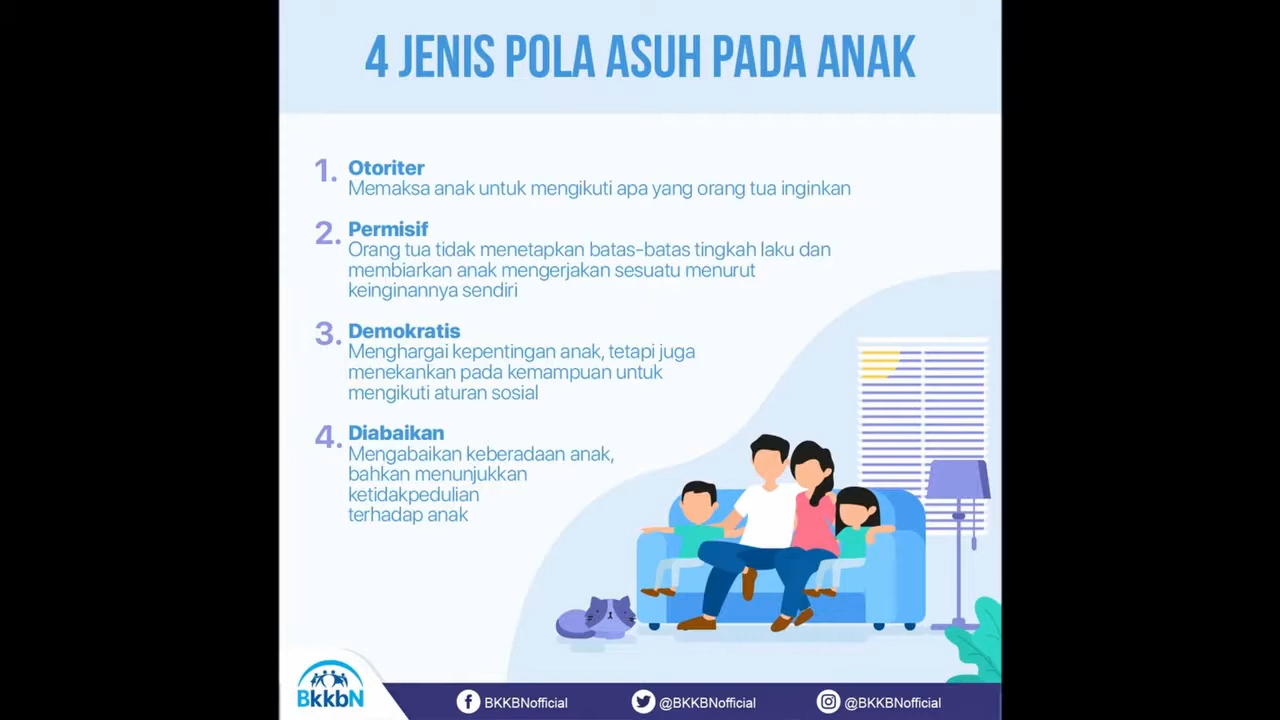 4 JENIS POLA ASUH PADA ANAK
1. Otoriter
Memaksa anak untuk mengikuti apa yang orang tua inginkan
2. Permisif
Orang tua tidak menetapkan batas-batas tingkah laku dan
membiarkan anak mengerjakan sesuatu menurut
keinginannya sendiri
3. Demokratis
Menghargai kepentingan anak, tetapi juga
menekankan pada kemampuan untuk
mengikuti aturan sosial
4. Diabaikan
Mengabaikan keberadaan anak,
bahkan menunjukkan
ketidakpedulian
terhadap anak
BkkbN
BKKBNofficial
@BKKBNofficial
@BKKBNofficial